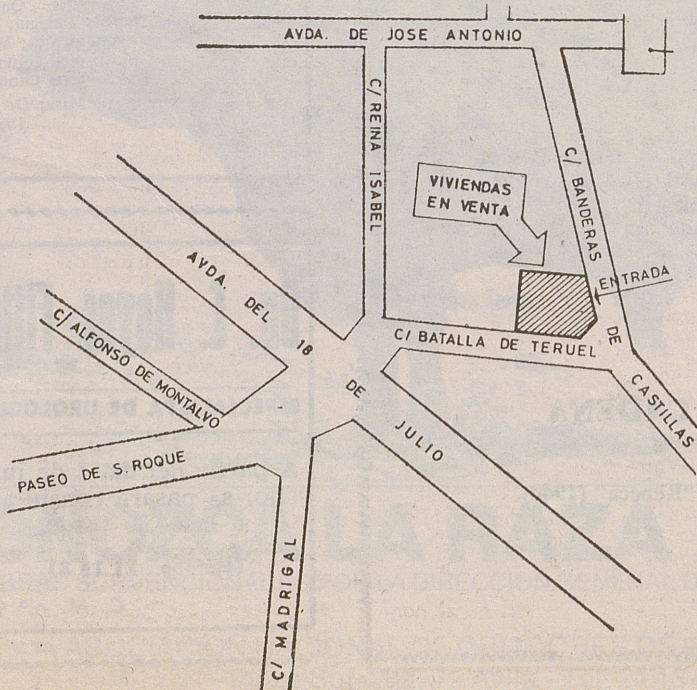 AVDA. DE JOSE ANTONIO
C/ REINA ISABEL
C/ BANDERAS DE CASTILLAS
VIVIENDAS
EN VENTA
ENTRADA
AVDA. DEL 18 DE JULIO
C/ BATALLA DE TERUEL
C/ ALFONSO DE MONTALVO
PASEO DE S. ROQUE
C/ MADRIGAL